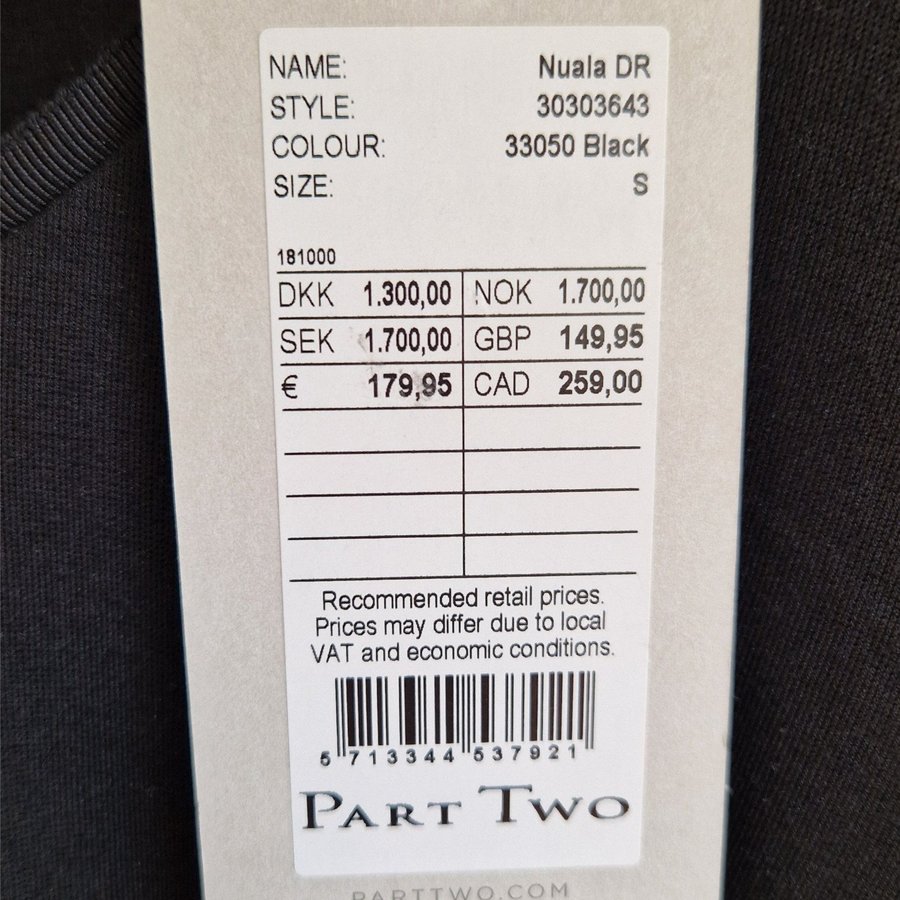 NAME: Nuala DR
STYLE: 30303643
COLOUR: 33050 Black
SIZE: S
181000
DKK 1.300,00 NOK 1.700,00
SEK 1.700,00 GBP 149,95
€ 179,95 CAD 259,00
Recommended retail prices.
Prices may differ due to local
VAT and economic conditions.
5 713344 537921
PART TWO
PARTTWO.COM